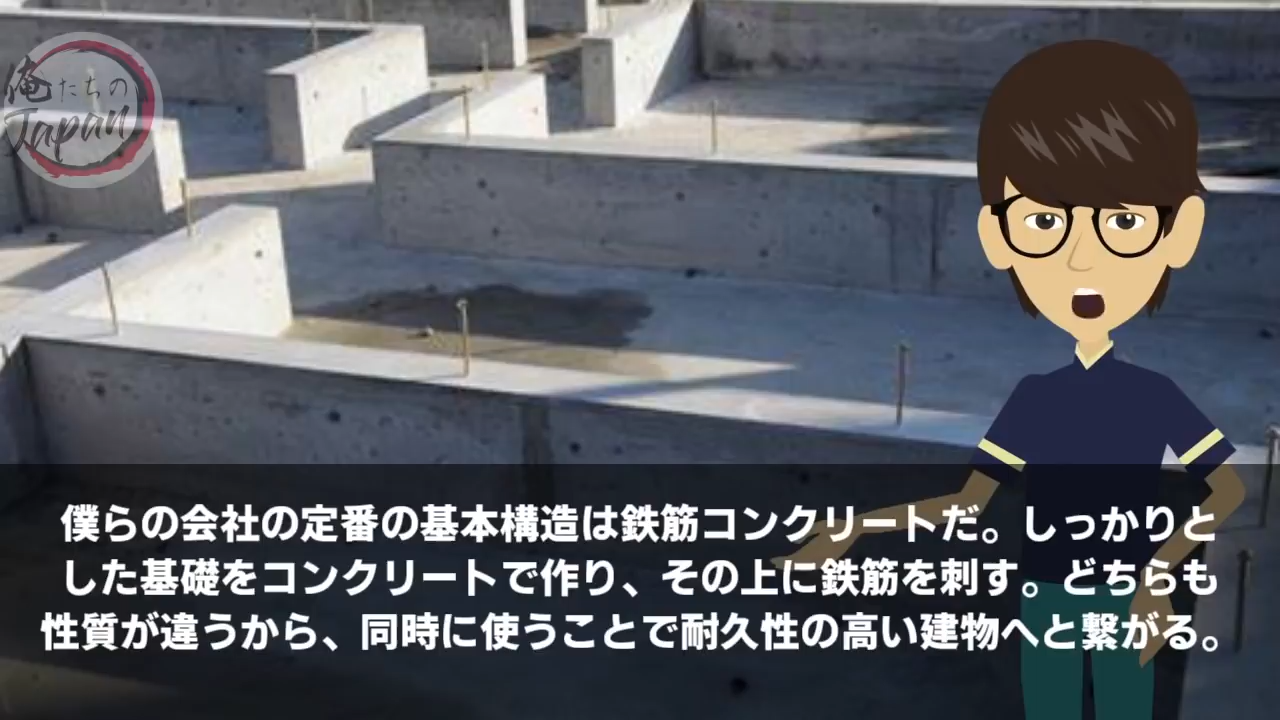 俺たちの
Japan
僕らの会社の定番の基本構造は鉄筋コンクリートだ。しっかりと
した基礎をコンクリートで作り、その上に鉄筋を刺す。どちらも
性質が違うから、同時に使うことで耐久性の高い建物へと繋がる。